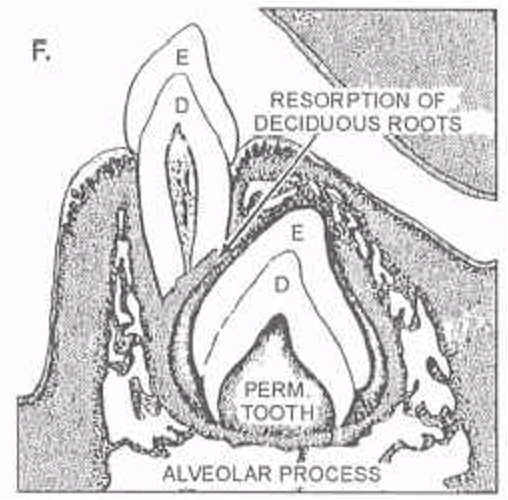 F.
E
D
RESORPTION OF
DECIDUOUS ROOTS
E
D
PERM.
TOOTH
ALVEOLAR PROCESS